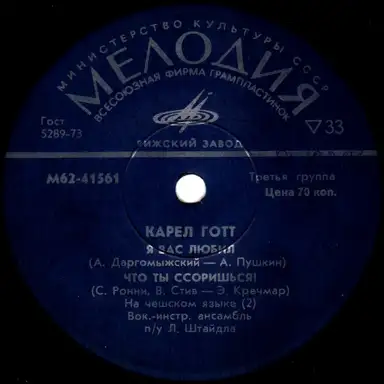 МИНИСТЕРСТВО КУЛЬТУРЫ СССР
МЕЛОДИЯ
ВСЕСОЮЗНАЯ ФИРМА ГРАМПЛАСТИНОК
Гост
5289-73
▽33
РИЖСКИЙ ЗАВОД
М62-41561
Третья группа
Цена 70 коп.
КАРЕЛ ГОТТ
Я ВАС ЛЮБИЛ
(А. Даргомыжский — А. Пушкин)
ЧТО ТЫ ССОРИШЬСЯ!
(С. Ронни, В. Стив — Э. Кречмар)
На чешском языке (2)
Вок.-инстр. ансамбль
п/у Л. Штайдла